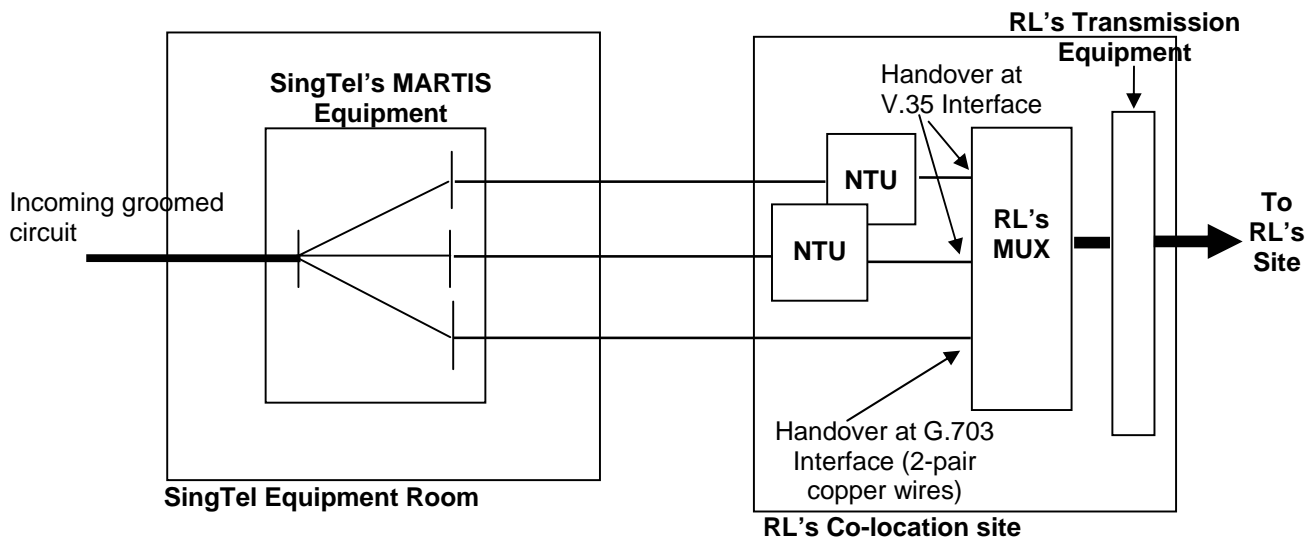 RL's Transmission
Equipment
SingTel's MARTIS
Equipment
Handover at
V.35 Interface
Incoming groomed
circuit
NTU
NTU
RL's
MUX
To
RL's
Site
Handover at G.703
Interface (2-pair
copper wires)
SingTel Equipment Room
RL's Co-location site